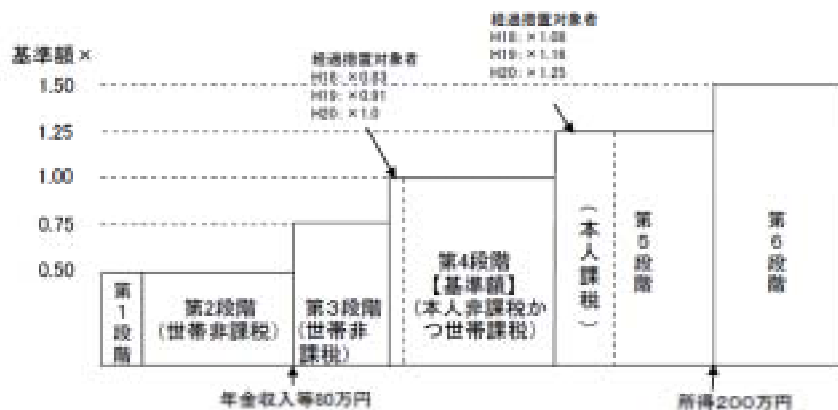 基準額×
1.50
1.25
1.00
0.75
0.50
経過措置対象者
H18: ×0.83
H19: ×0.91
H20: ×1.0
経過措置対象者
H18: ×1.08
H19: ×1.16
H20: ×1.25
第1段階
第2段階
(世帯非課税)
第3段階
(世帯非
課税)
第4段階
【基準額】
(本人非課税か
つ世帯課税)
(本人課税)
第5段階
第6段階
年金収入等80万円
所得200万円